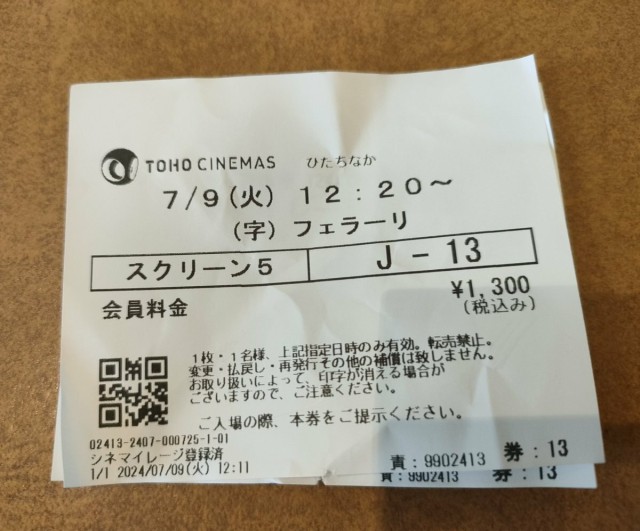 TOHO CINEMAS ひたちなか
7/9(火) 12:20～
(字) フェラーリ
スクリーン5 J-13
会員料金 ¥1,300
(税込み)
1枚・1名様、上記指定日時のみ有効。転売禁止。
変更・払戻し・再発行その他の補償は致しません。
お取り扱いによって、印字が消える場合が
ございますので、ご注意ください。
ご入場の際、本券をご提示ください。
02413-2407-000725-1-01
シネマイレージ登録済
1/1 2024/07/09(火) 12:11 責:9902413 券:13
責:9902413 券:13